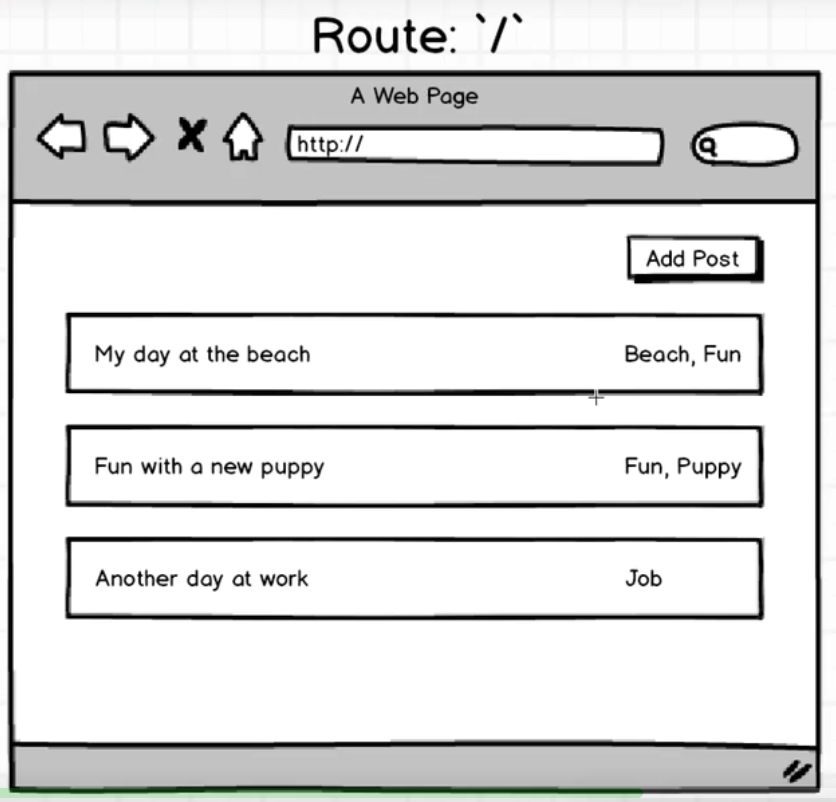 Route: `/`
A Web Page
http://
Add Post
My day at the beach Beach, Fun
Fun with a new puppy Fun, Puppy
Another day at work Job